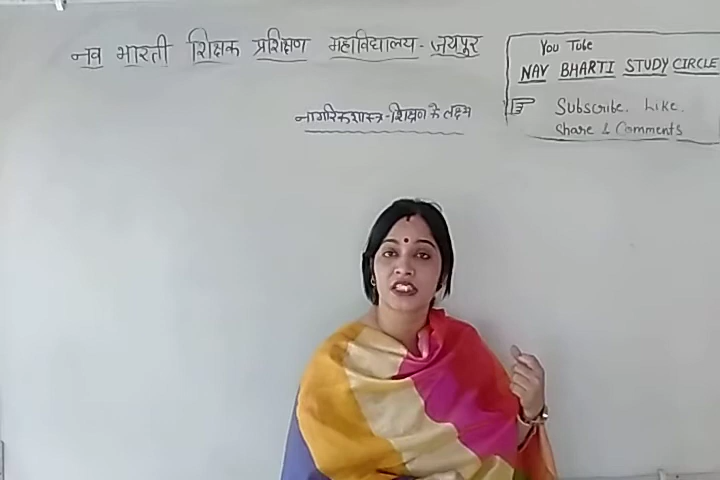 नव भारती शिक्षक प्रशिक्षण महाविद्यालय - जयपुर
You Tube
NAV BHARTI STUDY CIRCLE
Subscribe. Like.
Share & Comments
नागरिकशास्त्र-शिक्षण के लक्ष्य